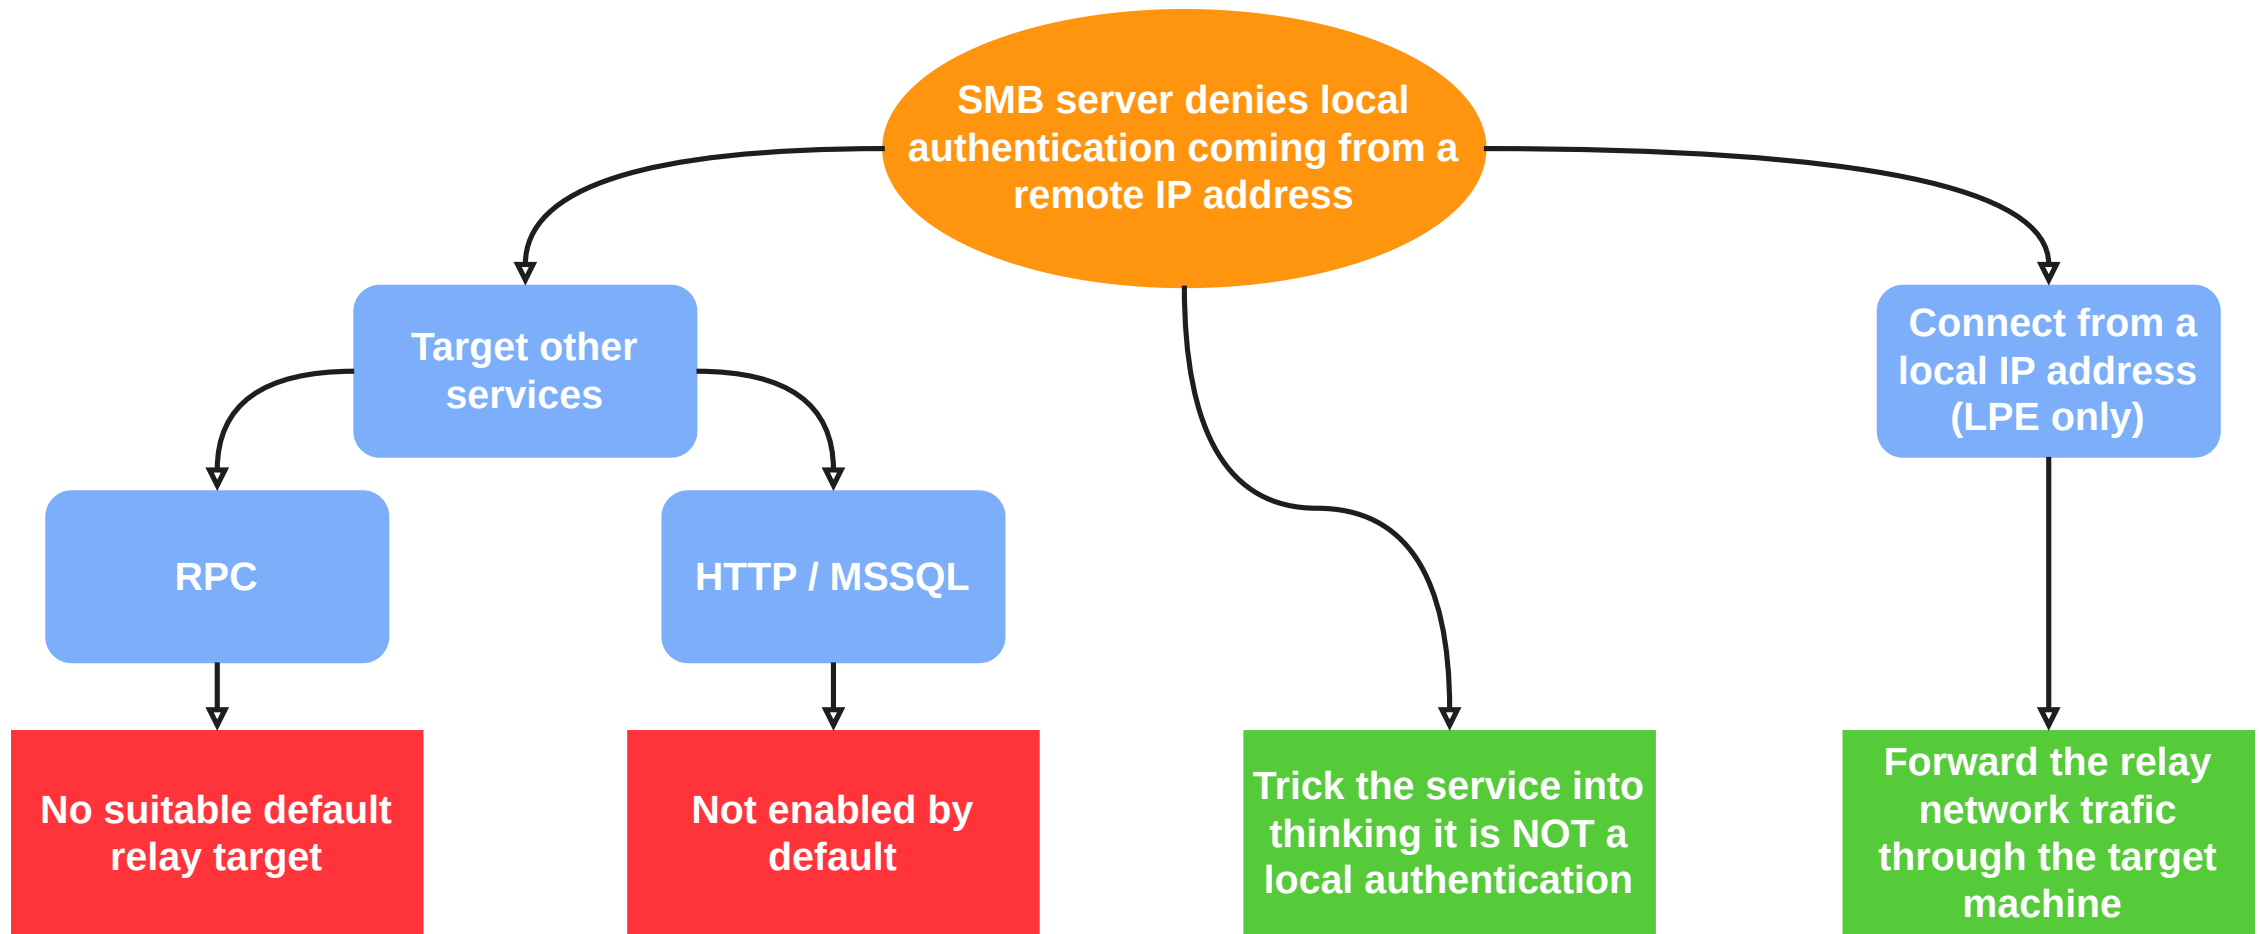 SMB server denies local
authentication coming from a
remote IP address
Target other
services
Connect from a
local IP address
(LPE only)
RPC
HTTP / MSSQL
No suitable default
relay target
Not enabled by
default
Trick the service into
thinking it is NOT a
local authentication
Forward the relay
network trafic
through the target
machine